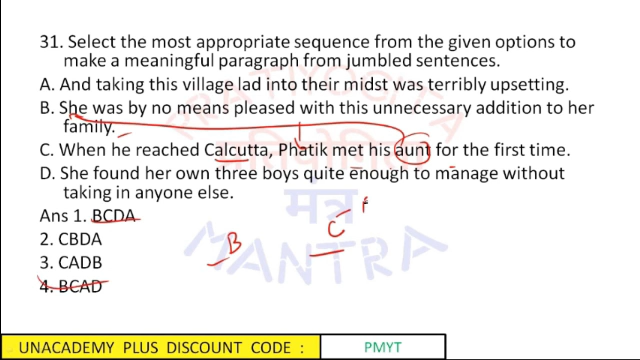 31. Select the most appropriate sequence from the given options to
make a meaningful paragraph from jumbled sentences.
A. And taking this village lad into their midst was terribly upsetting.
B. She was by no means pleased with this unnecessary addition to her
family.
C. When he reached Calcutta, Phatik met his aunt for the first time.
D. She found her own three boys quite enough to manage without
taking in anyone else.
Ans 1. BCDA
2. CBDA
3. CADB
4. BCAD
B C
PRATIYOGITA
प्रतियोगिता
मंत्र
MANTRA
UNACADEMY PLUS DISCOUNT CODE : PMYT